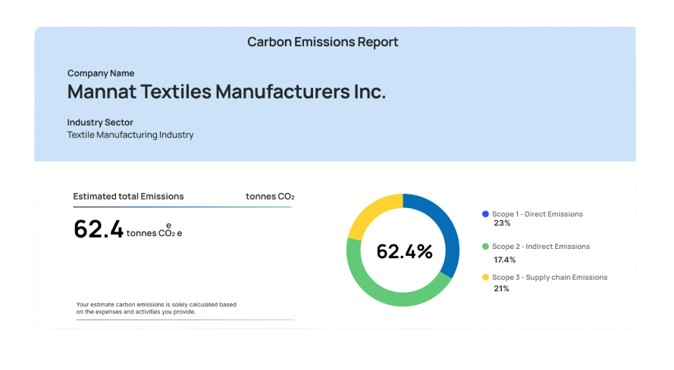 Carbon Emissions Report
Company Name
Mannat Textiles Manufacturers Inc.
Industry Sector
Textile Manufacturing Industry
Estimated total Emissions tonnes CO₂
62.4 tonnes CO₂ e
e
62.4%
Scope 1 - Direct Emissions
23%
Scope 2 - Indirect Emissions
17.4%
Scope 3 - Supply chain Emissions
21%
Your estimate carbon emissions is solely calculated based
on the expenses and activities you provide.